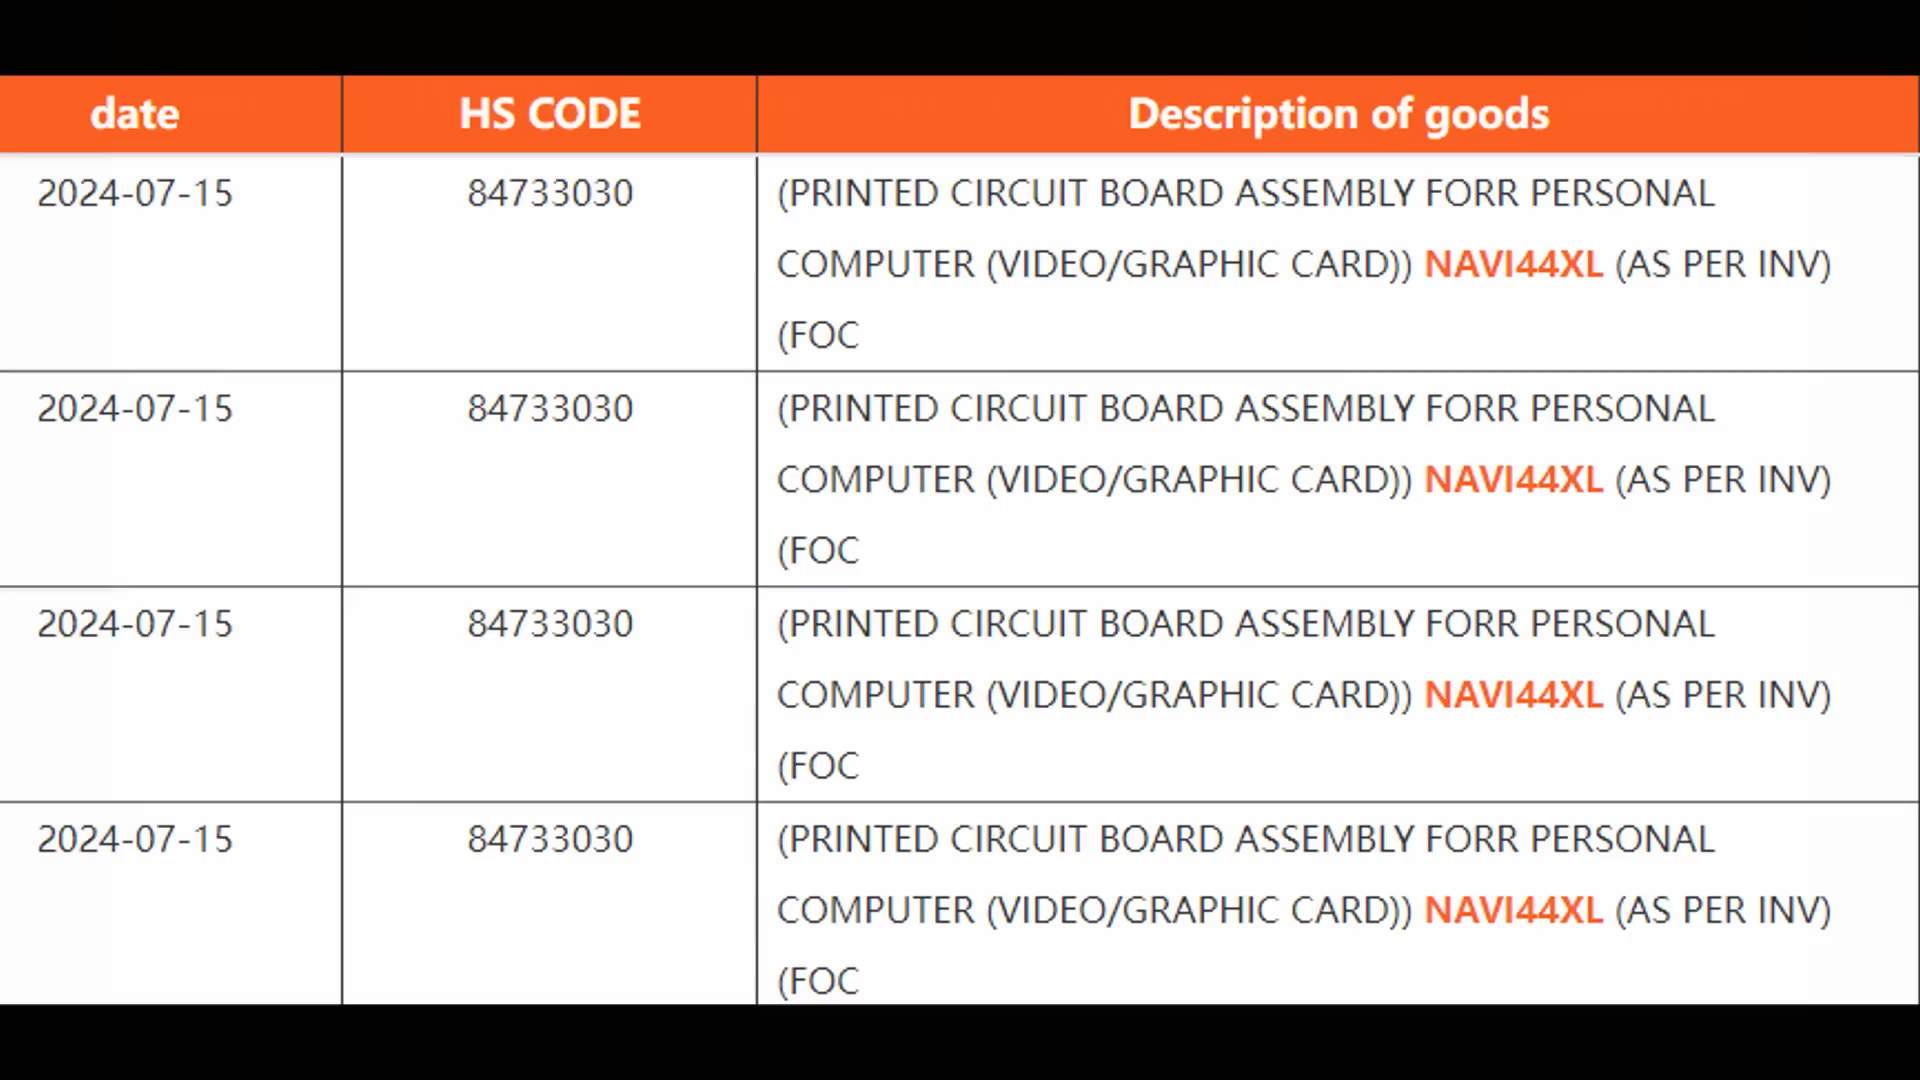 date HS CODE Description of goods
2024-07-15 84733030 (PRINTED CIRCUIT BOARD ASSEMBLY FORR PERSONAL
COMPUTER (VIDEO/GRAPHIC CARD)) NAVI44XL (AS PER INV)
(FOC
2024-07-15 84733030 (PRINTED CIRCUIT BOARD ASSEMBLY FORR PERSONAL
COMPUTER (VIDEO/GRAPHIC CARD)) NAVI44XL (AS PER INV)
(FOC
2024-07-15 84733030 (PRINTED CIRCUIT BOARD ASSEMBLY FORR PERSONAL
COMPUTER (VIDEO/GRAPHIC CARD)) NAVI44XL (AS PER INV)
(FOC
2024-07-15 84733030 (PRINTED CIRCUIT BOARD ASSEMBLY FORR PERSONAL
COMPUTER (VIDEO/GRAPHIC CARD)) NAVI44XL (AS PER INV)
(FOC